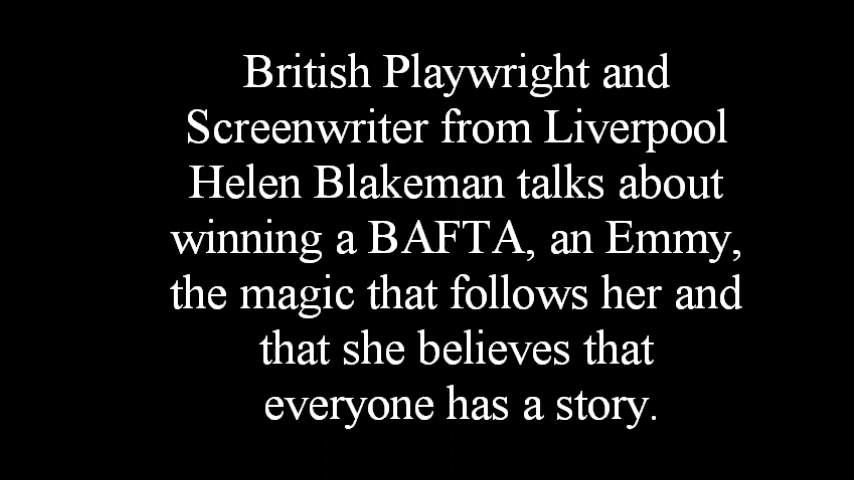 British Playwright and
Screenwriter from Liverpool
Helen Blakeman talks about
winning a BAFTA, an Emmy,
the magic that follows her and
that she believes that
everyone has a story.